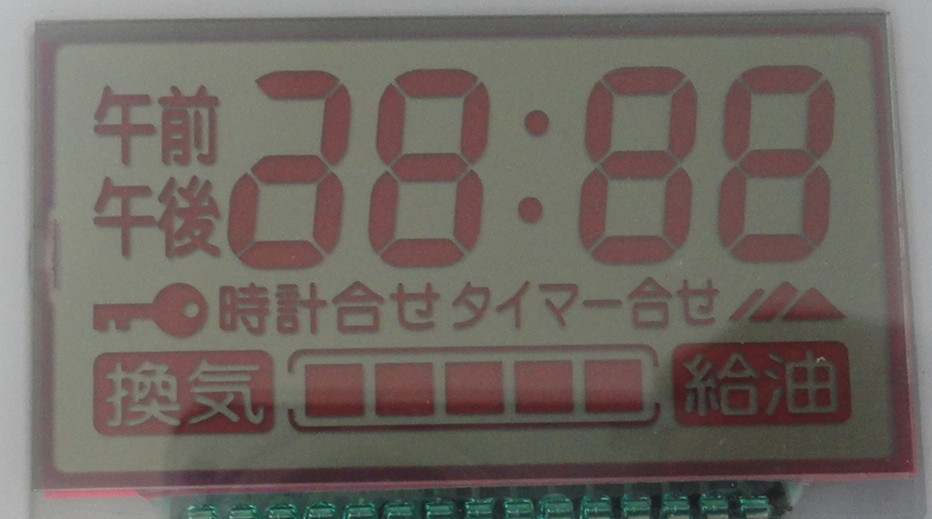 午前
午後
28:88
時計合せ タイマー合せ
換気 給油